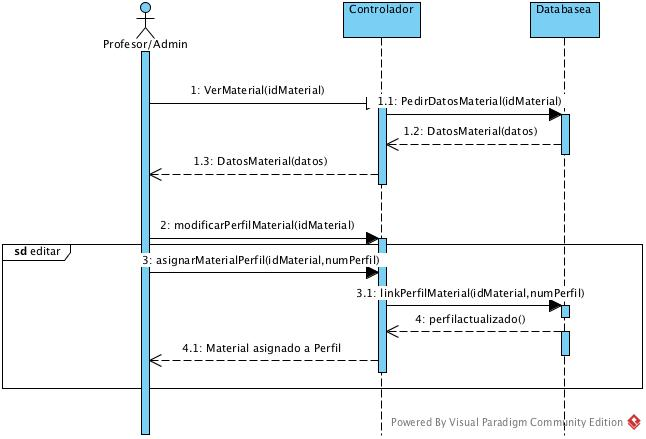 Controlador
Databasea
Profesor/Admin
1: VerMaterial(idMaterial)
1.1: PedirDatosMaterial(idMaterial)
1.2: DatosMaterial(datos)
1.3: DatosMaterial(datos)
2: modificarPerfilMaterial(idMaterial)
sd editar
3: asignarMaterialPerfil(idMaterial,numPerfil)
3.1: linkPerfilMaterial(idMaterial,numPerfil)
4: perfilactualizado()
4.1: Material asignado a Perfil
Powered By Visual Paradigm Community Edition